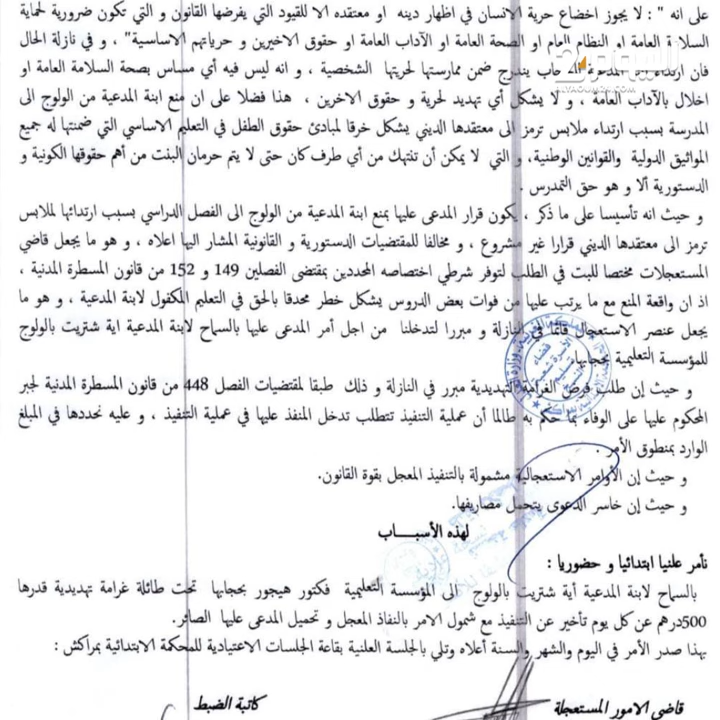 على انه " : لا يجوز اخضاع حرية الانسان في اظهار دينه او معتقده الا للقيود التي يفرضها القانون و التي تكون ضرورية لحماية
السلامة العامة او النظام العام او الصحة العامة او الآداب العامة او حقوق الاخيرين و حرياتهم الاساسية" ، و في نازلة الحال
فان ارتداء المدعوة يندرج ضمن ممارستها لحريتها الشخصية ، و انه ليس فيه أي مساس بصحة السلامة العامة او
اخلال بالآداب العامة ، و لا يشكل أي تهديد لحرية و حقوق الاخرين ، هذا فضلا على ان منع ابنة المدعية من الولوج الى
المدرسة بسبب ارتداء ملابس ترمز الى معتقدها الديني يشكل خرقا لمبادئ حقوق الطفل في التعليم الاساسي التي ضمنتها له جميع
المواثيق الدولية والقوانين الوطنية، و التي لا يمكن أن تنتهك من أي طرف كان حتى لا يتم حرمان البنت من أهم حقوقها الكونية و
الدستورية ألا و هو حق التمدرس .
و حيث انه تأسيسا على ما ذكر ، يكون قرار المدعى عليها بمنع ابنة المدعية من الولوج الى الفصل الدراسي بسبب ارتدائها لملابس
ترمز الى معتقدها الديني قرارا غير مشروع ، و مخالفا للمقتضيات الدستورية و القانونية المشار اليها اعلاه ، و هو ما يجعل قاضي
المستعجلات مختصا للبت في الطلب لتوفر شرطي اختصاصه المحددين بمقتضى الفصلين 149 و 152 من قانون المسطرة المدنية ،
اذ ان واقعة المنع مع ما يرتب عليها من فوات بعض الدروس يشكل خطر محدقا بالحق في التعليم المكفول لابنة المدعية ، و هو ما
يجعل عنصر الاستعجال قائما في النازلة و مبررا لتدخلنا من اجل أمر المدعى عليها بالسماح لابنة المدعية اية شتريت بالولوج
للمؤسسة التعليمية بحجابها.
و حيث إن طلب فرض الغرامة التهديدية مبرر في النازلة و ذلك طبقا لمقتضيات الفصل 448 من قانون المسطرة المدنية لجبر
المحكوم عليها على الوفاء بما حكم به طالما أن عملية التنفيذ تتطلب تدخل المنفذ عليها في عملية التنفيذ ، و عليه نحددها في المبلغ
الوارد بمنطوق الأمر .
و حيث إن الأوامر الاستعجالية مشمولة بالتنفيذ المعجل بقوة القانون.
و حيث إن خاسر الدعوى يتحمل مصاريفها.
لهذه الأسبــــاب
نأمر علنيا ابتدائيا و حضوريا :
بالسماح لابنة المدعية أية شتريت بالولوج الى المؤسسة التعليمية فكتور هيجور بحجابها تحت طائلة غرامة تهديدية قدرها
500درهم عن كل يوم تأخير عن التنفيذ مع شمول الامر بالنفاذ المعجل و تحميل المدعى عليها الصائر.
بهذا صدر الأمر في اليوم والشهر والسنة أعلاه وتلي بالجلسة العلنية بقاعة الجلسات الاعتيادية للمحكمة الابتدائية بمراكش :
قاضي الامور المستعجلة
كاتبة الضبط